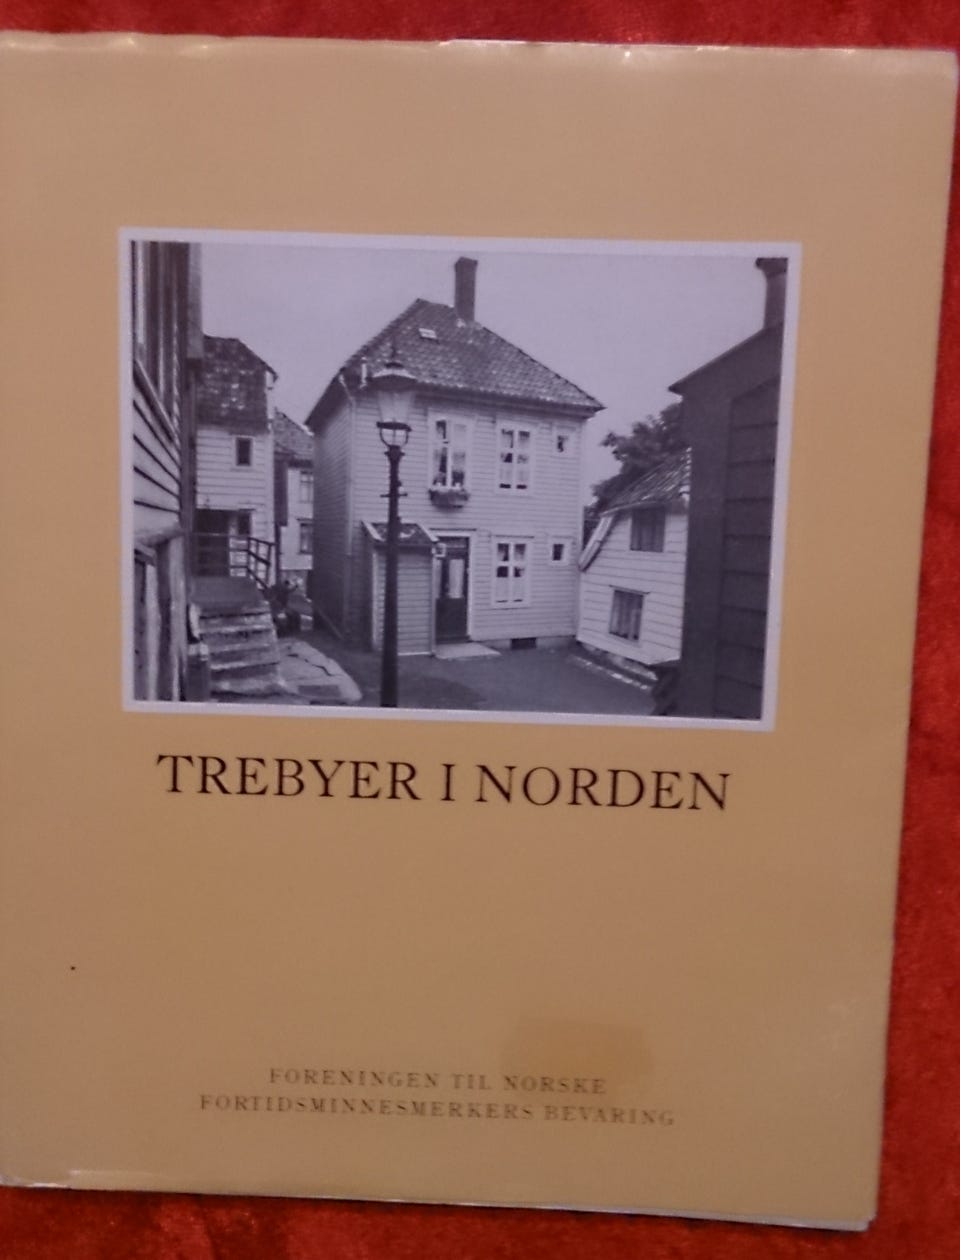 TREBYER I NORDEN
FORENINGEN TIL NORSKE
FORTIDSMINNESMERKERS BEVARING